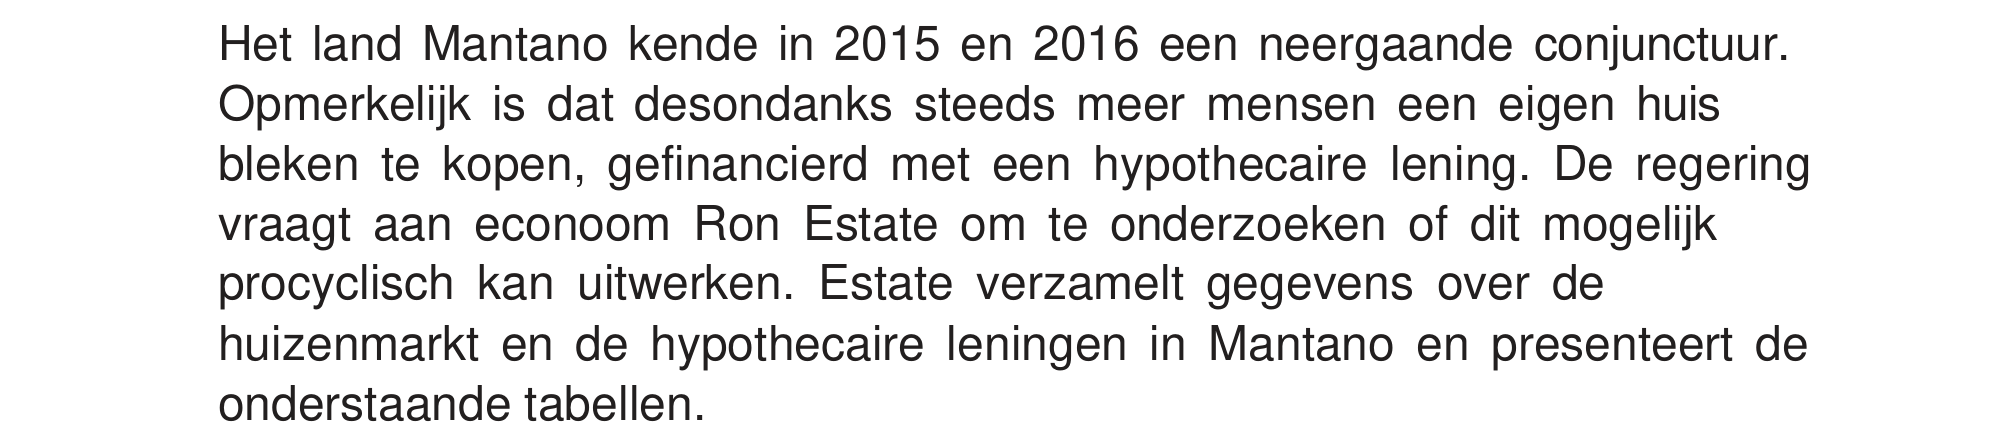 Het land Mantano kende in 2015 en 2016 een neergaande conjunctuur.
Opmerkelijk is dat desondanks steeds meer mensen een eigen huis
bleken te kopen, gefinancierd met een hypothecaire lening. De regering
vraagt aan econoom Ron Estate om te onderzoeken of dit mogelijk
procyclisch kan uitwerken. Estate verzamelt gegevens over de
huizenmarkt en de hypothecaire leningen in Mantano en presenteert de
onderstaande tabellen.